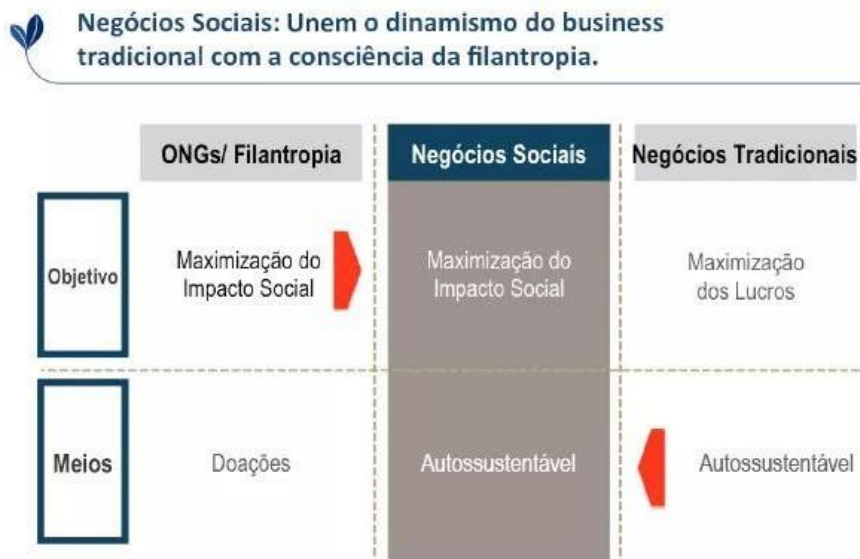 Negócios Sociais: Unem o dinamismo do business
tradicional com a consciência da filantropia.
ONGs/ Filantropia
Negócios Sociais
Negócios Tradicionais
Objetivo
Maximização do
Impacto Social
Maximização do
Impacto Social
Maximização
dos Lucros
Meios
Doações
Autossustentável
Autossustentável